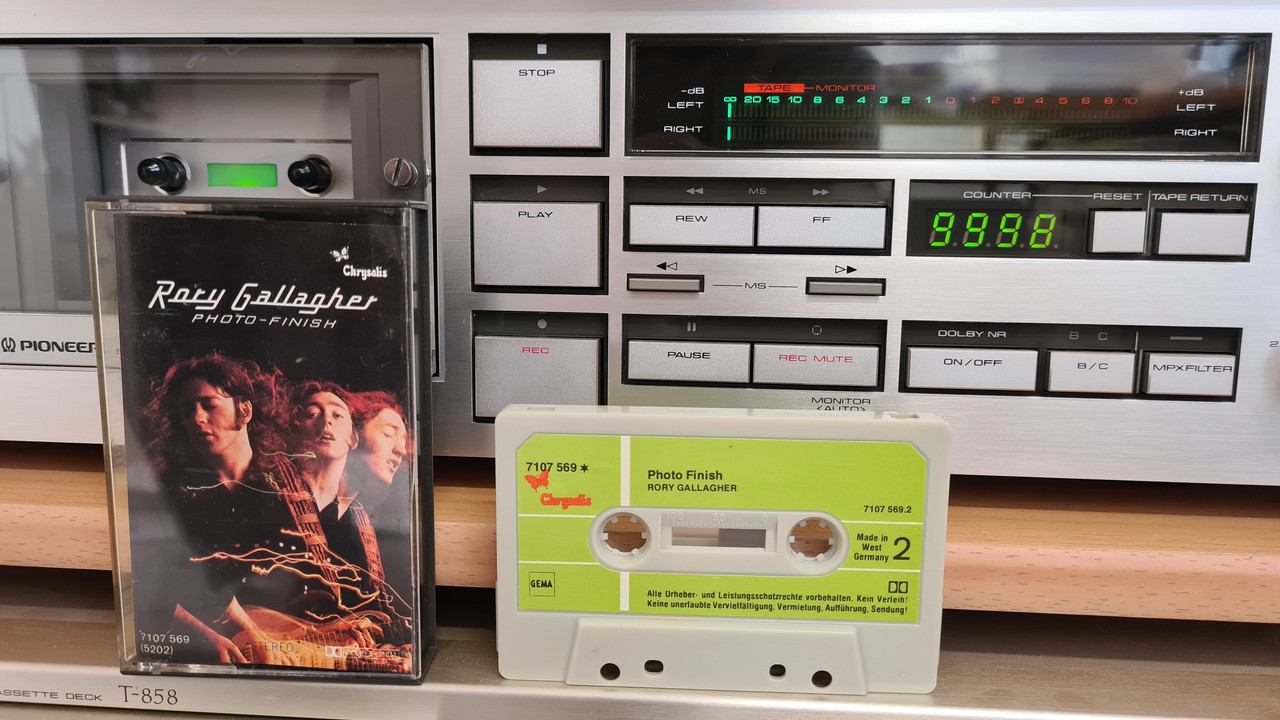 STOP
-dB
LEFT
RIGHT
TAPE MONITOR
∞ 20 15 10 8 6 4 3 2 1 0 1 2 3 4 5 6 8 10
+dB
LEFT
RIGHT
PLAY
MS
REW
FF
COUNTER
RESET
TAPE RETURN
9998
MS
REC
PAUSE
REC MUTE
DOLBY NR
B C
ON/OFF
B/C
MPX FILTER
MONITOR
<AUTO>
PIONEER
Chrysalis
Rory Gallagher
PHOTO-FINISH
7107 569
(5202)
STEREO
7107 569 ✶
Chrysalis
Photo Finish
RORY GALLAGHER
7107 569.2
100 50 0
Made in
West
Germany
2
GEMA
Alle Urheber- und Leistungsschutzrechte vorbehalten. Kein Verleih!
Keine unerlaubte Vervielfältigung, Vermietung, Aufführung, Sendung!
CASSETTE DECK T-858